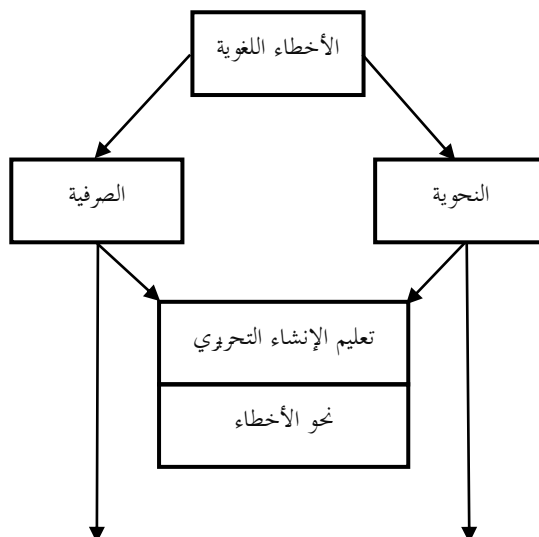 الأخطاء اللغوية
النحوية
الصرفية
تعليم الإنشاء التحريري
نحو الأخطاء